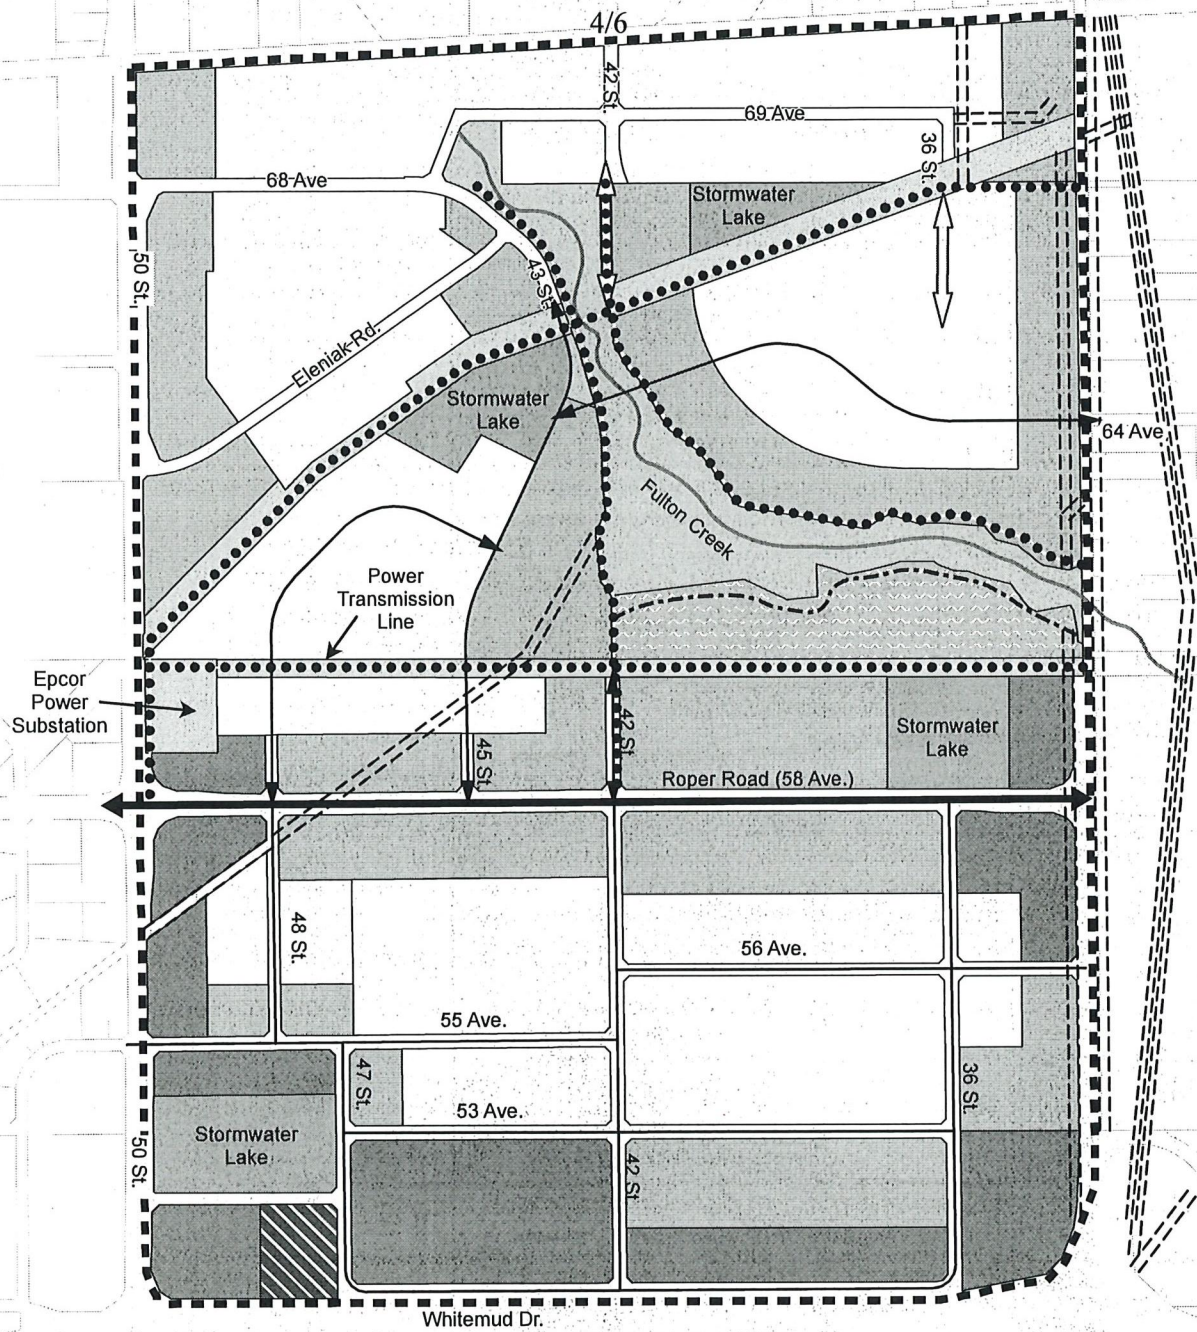 4/6
42 St
69 Ave
36 St.
68 Ave
Stormwater
Lake
50 St.
43 St.
Eleniak Rd.
Stormwater
Lake
64 Ave
Fulton Creek
Power
Transmission
Line
Epcor
Power
Substation
42 St
Stormwater
Lake
45 St.
Roper Road (58 Ave.)
48 St.
56 Ave.
55 Ave.
47 St.
36 St.
53 Ave.
Stormwater
Lake
50 St.
42 St
Whitemud Dr.